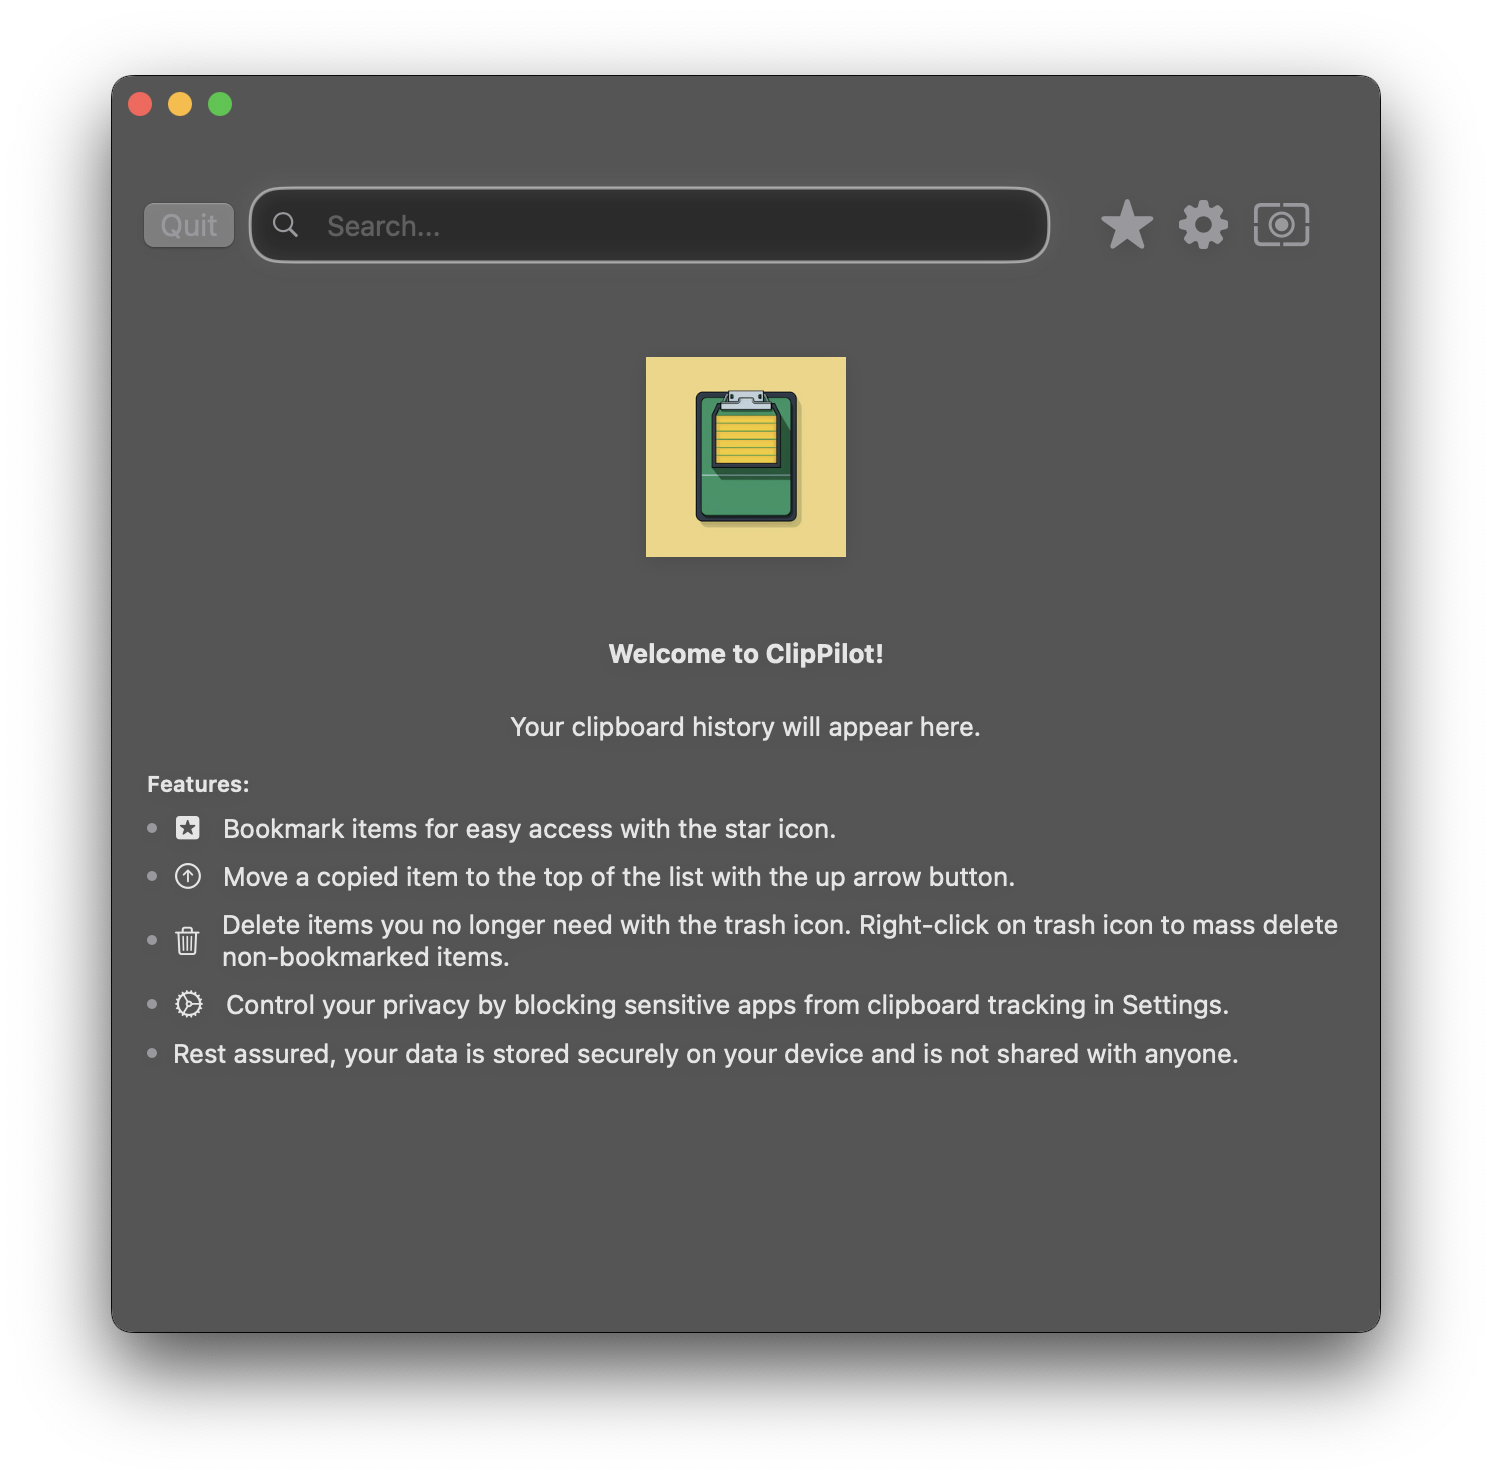 Quit
Search...
Welcome to ClipPilot!
Your clipboard history will appear here.
Features:
Bookmark items for easy access with the star icon.
Move a copied item to the top of the list with the up arrow button.
Delete items you no longer need with the trash icon. Right-click on trash icon to mass delete
non-bookmarked items.
Control your privacy by blocking sensitive apps from clipboard tracking in Settings.
Rest assured, your data is stored securely on your device and is not shared with anyone.